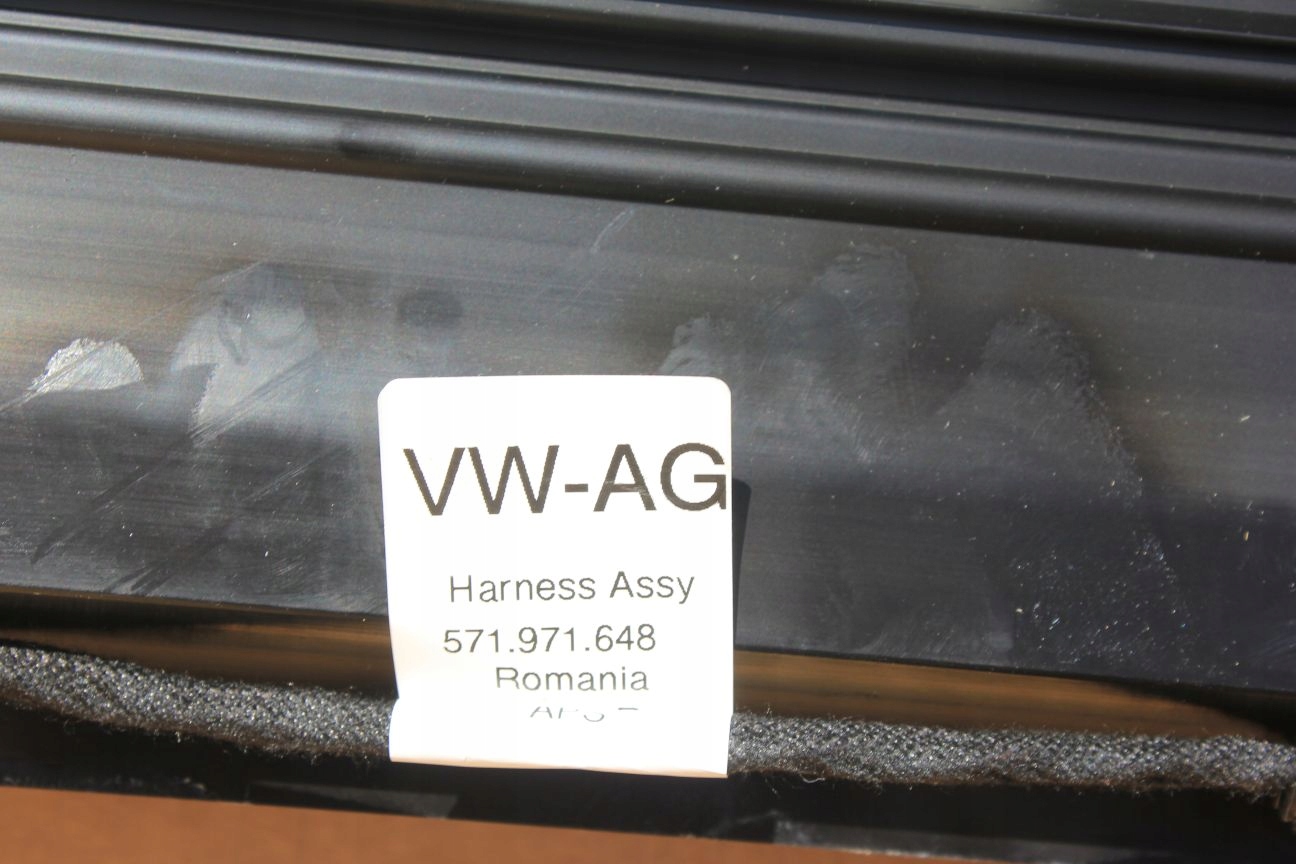 VW-AG
Harness Assy
571.971.648
Romania